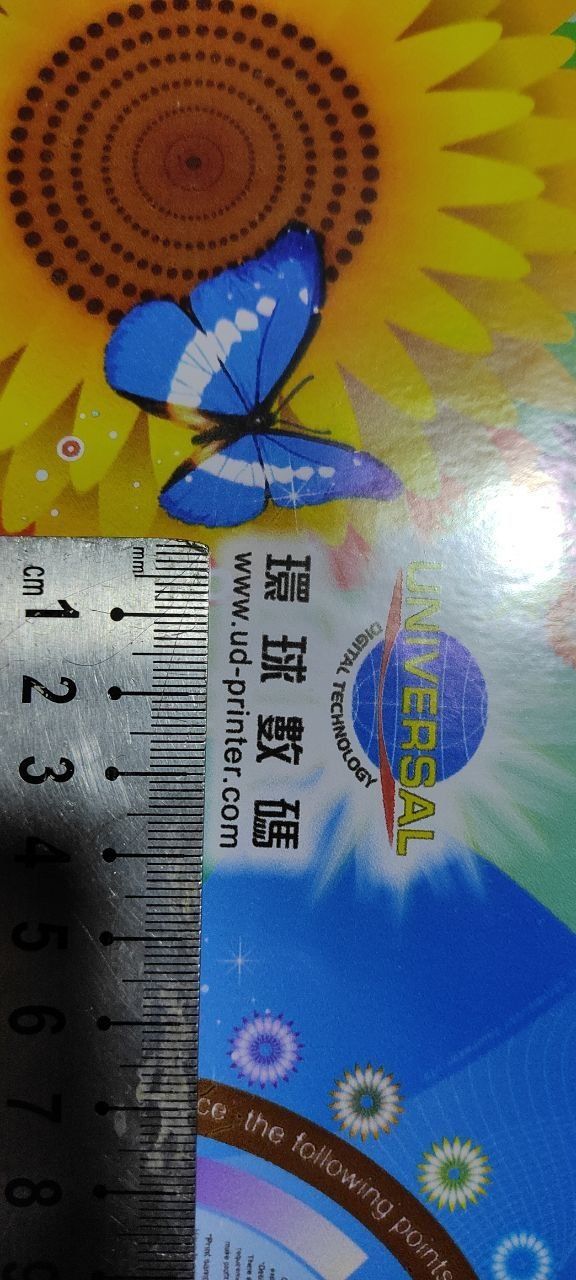 UNIVERSAL
DIGITAL TECHNOLOGY
環球數碼
www.ud-printer.com
mm
cm 1 2 3 4 5 6 7 8
the following points